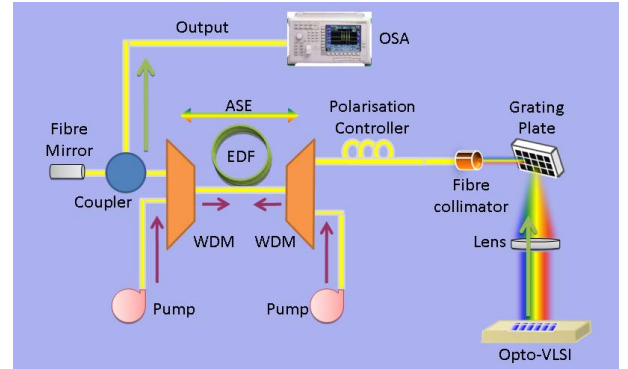 Output
OSA
ASE
Polarisation
Controller
Grating
Plate
Fibre
Mirror
EDF
Coupler
Fibre
collimator
WDM
WDM
Lens
Pump
Pump
Opto-VLSI